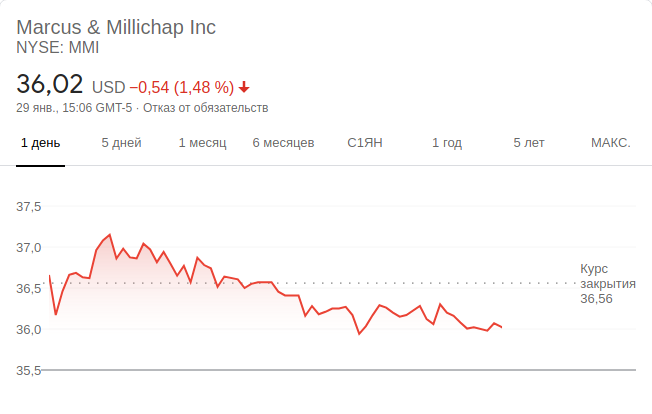 Marcus & Millichap Inc
NYSE: MMI
36,02 USD −0,54 (1,48 %)
29 янв., 15:06 GMT-5 · Отказ от обязательств
1 день 5 дней 1 месяц 6 месяцев С1ЯН 1 год 5 лет МАКС.
37,5
37,0
36,5
36,0
35,5
Курс
закрытия
36,56